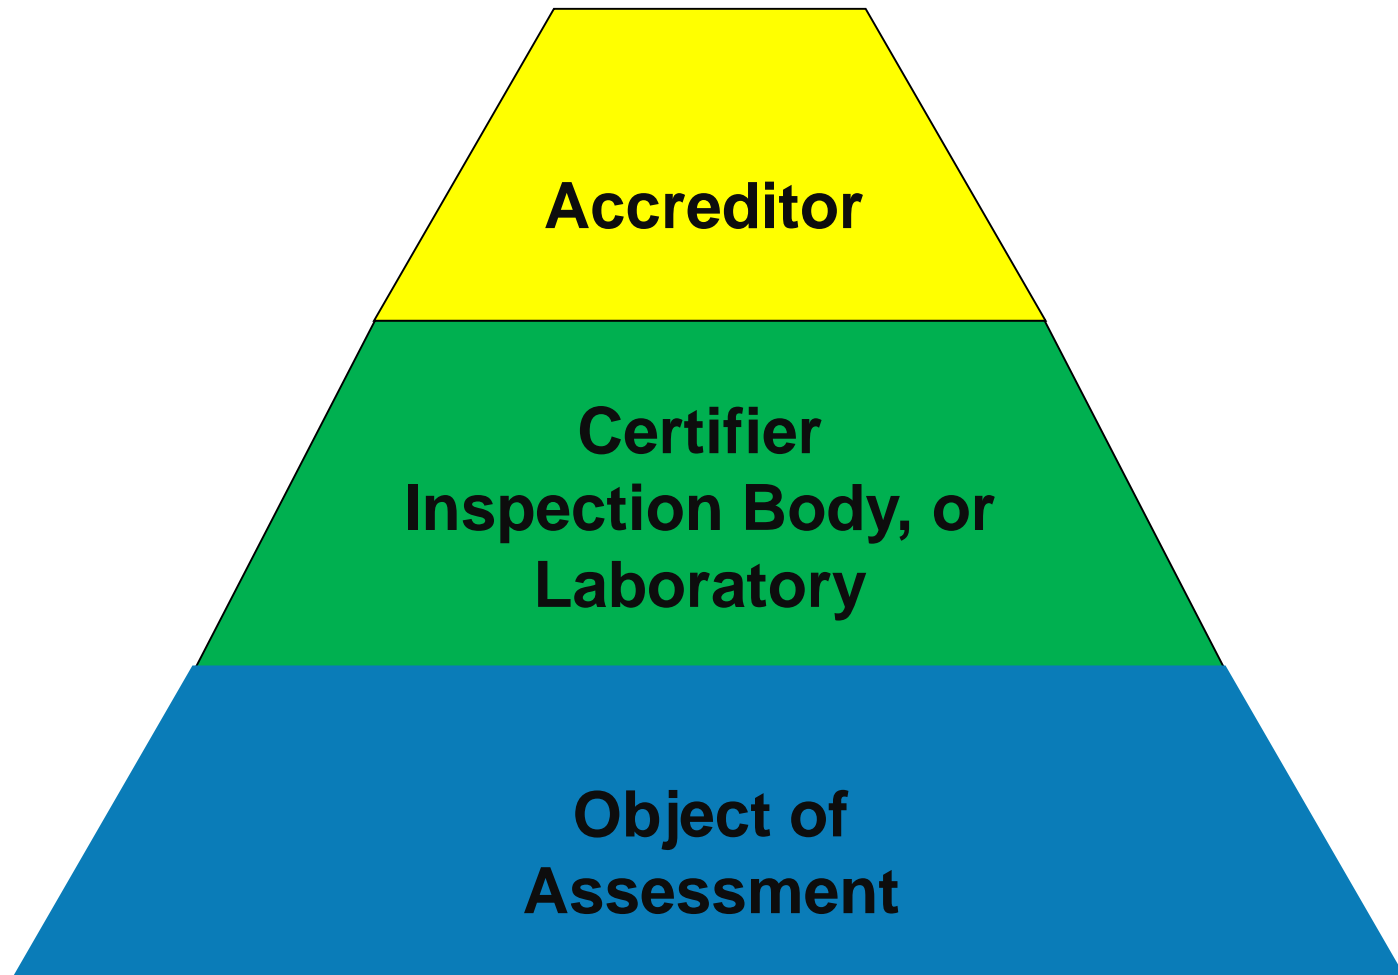 Accreditor
Certifier
Inspection Body, or
Laboratory
Object of
Assessment